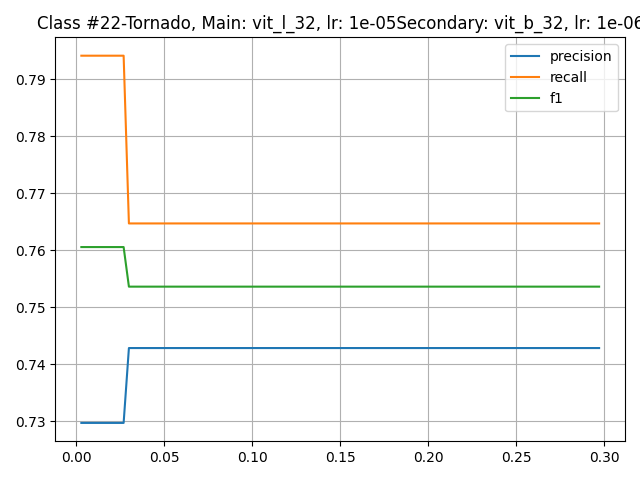 Class #22-Tornado, Main: vit_l_32, lr: 1e-05Secondary: vit_b_32, lr: 1e-06
precision
recall
f1
0.79
0.78
0.77
0.76
0.75
0.74
0.73
0.00 0.05 0.10 0.15 0.20 0.25 0.30